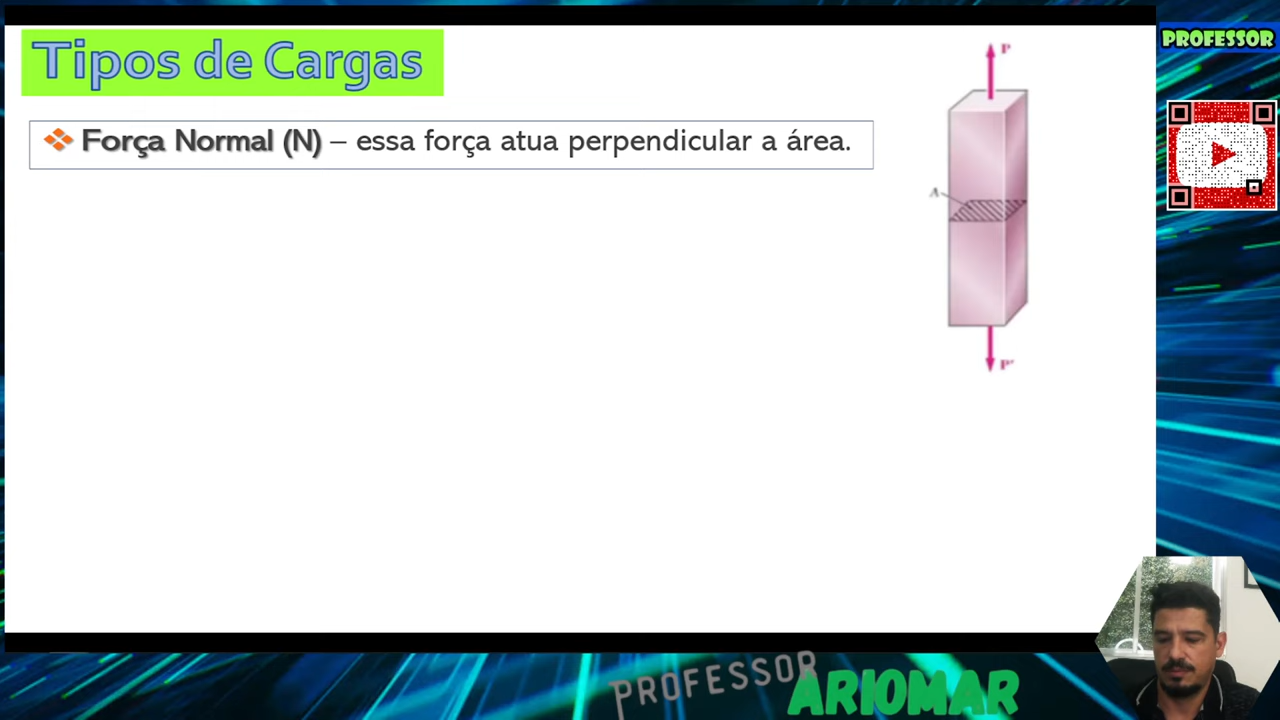 Tipos de Cargas
PROFESSOR
Força Normal (N) – essa força atua perpendicular a área.
P
A
P'
PROFESSOR
ARIOMAR